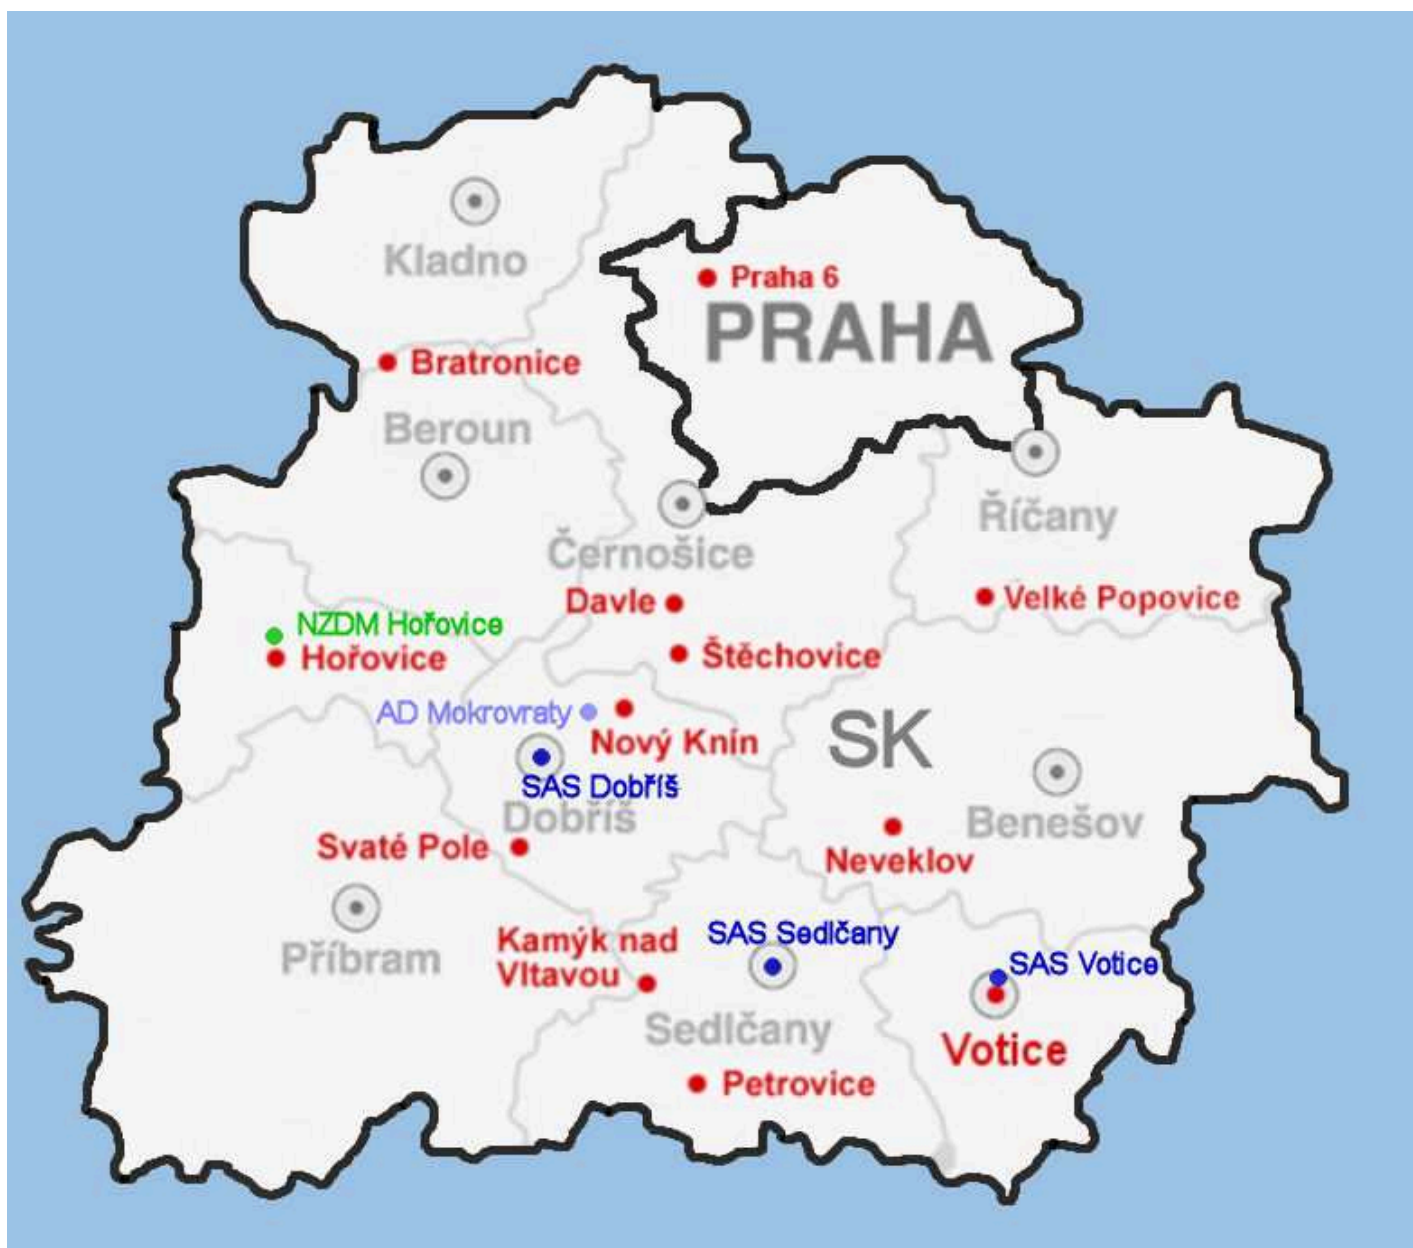 Kladno
Praha 6
PRAHA
Bratronice
Beroun
Říčany
Černošice
Davle
Velké Popovice
NZDM Hořovice
Hořovice
Štěchovice
AD Mokrovraty
Nový Knín
SK
SAS Dobříš
Dobříš
Benešov
Svaté Pole
Neveklov
Příbram
Kamýk nad
Vltavou
SAS Sedlčany
SAS Votice
Sedlčany
Votice
Petrovice